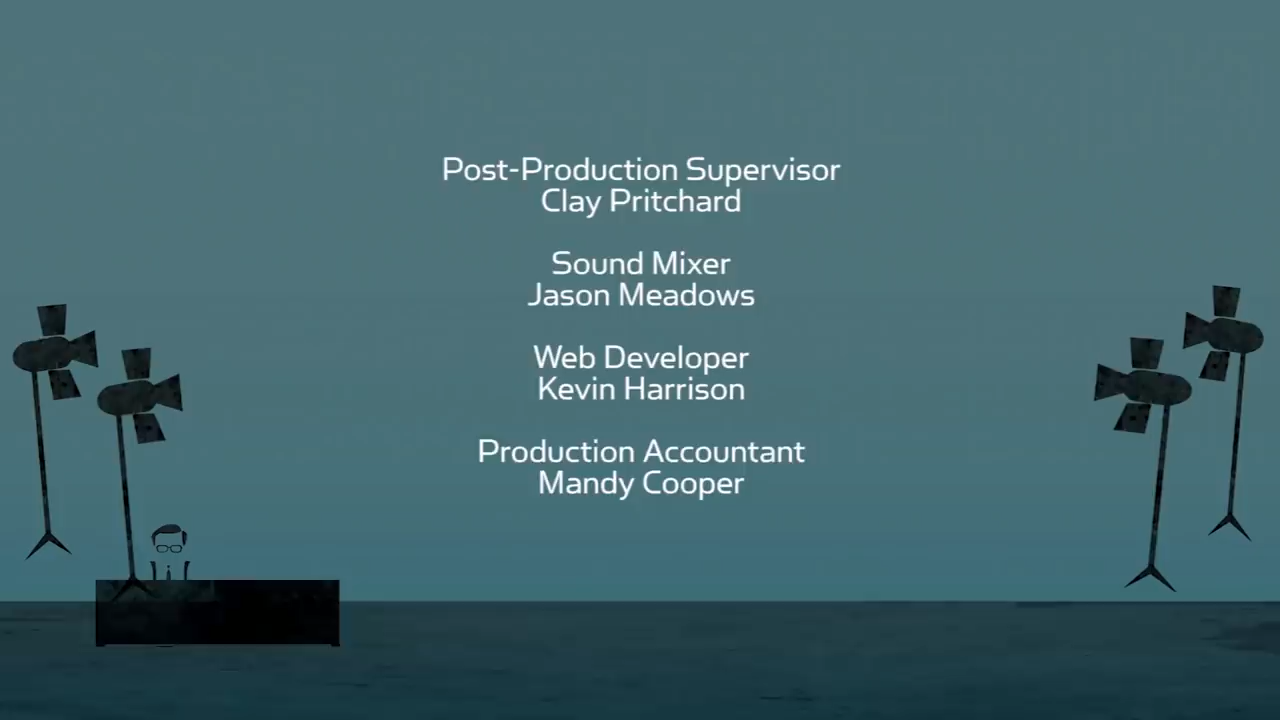 Post-Production Supervisor
Clay Pritchard
Sound Mixer
Jason Meadows
Web Developer
Kevin Harrison
Production Accountant
Mandy Cooper